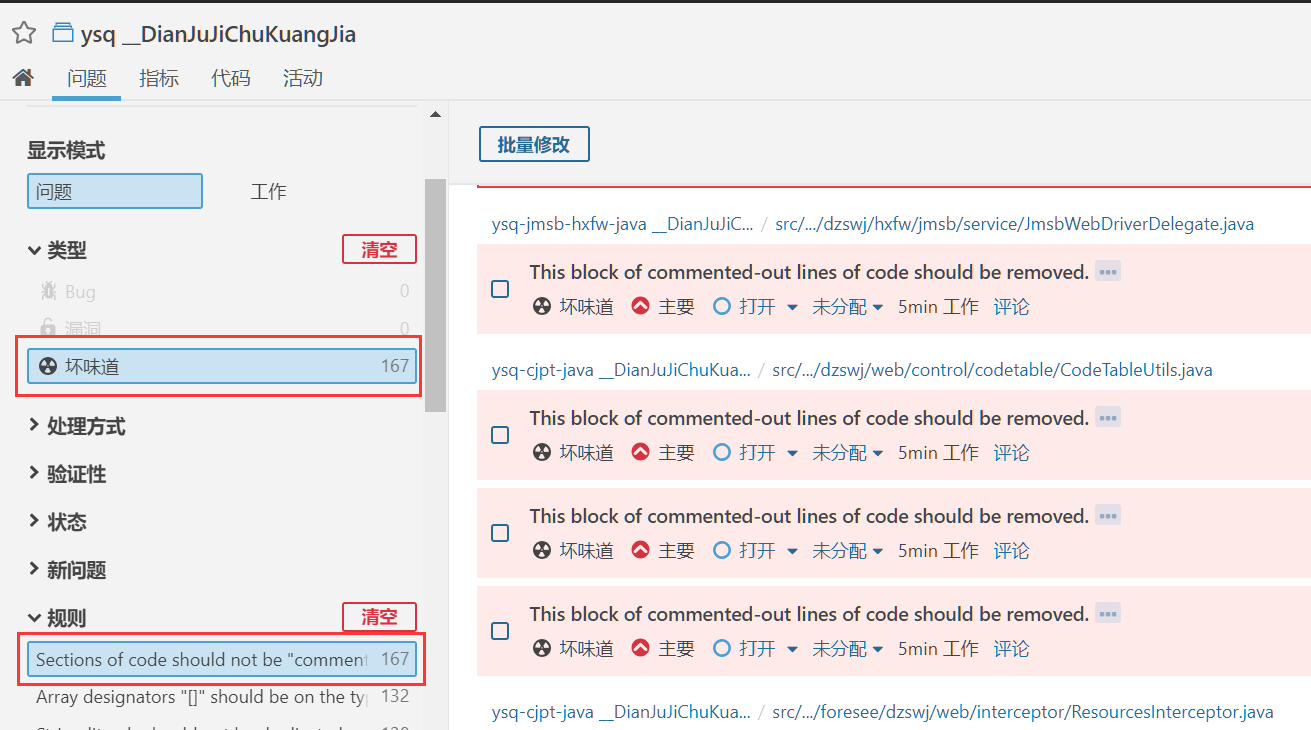 ysq __DianJuJiChuKuangJia
问题 指标 代码 活动
显示模式
问题 工作
类型 清空
Bug 0
漏洞 0
坏味道 167
处理方式
验证性
状态
新问题
规则 清空
Sections of code should not be "comment 167
Array designators "[]" should be on the ty 132
批量修改
ysq-jmsb-hxfw-java __DianJuJiC... / src/.../dzswj/hxfw/jmsb/service/JmsbWebDriverDelegate.java
This block of commented-out lines of code should be removed. ...
坏味道 主要 打开 未分配 5min 工作 评论
ysq-cjpt-java __DianJuJiChuKua... / src/.../dzswj/web/control/codetable/CodeTableUtils.java
This block of commented-out lines of code should be removed. ...
坏味道 主要 打开 未分配 5min 工作 评论
This block of commented-out lines of code should be removed. ...
坏味道 主要 打开 未分配 5min 工作 评论
This block of commented-out lines of code should be removed. ...
坏味道 主要 打开 未分配 5min 工作 评论
ysq-cjpt-java __DianJuJiChuKua... / src/.../foresee/dzswj/web/interceptor/ResourcesInterceptor.java